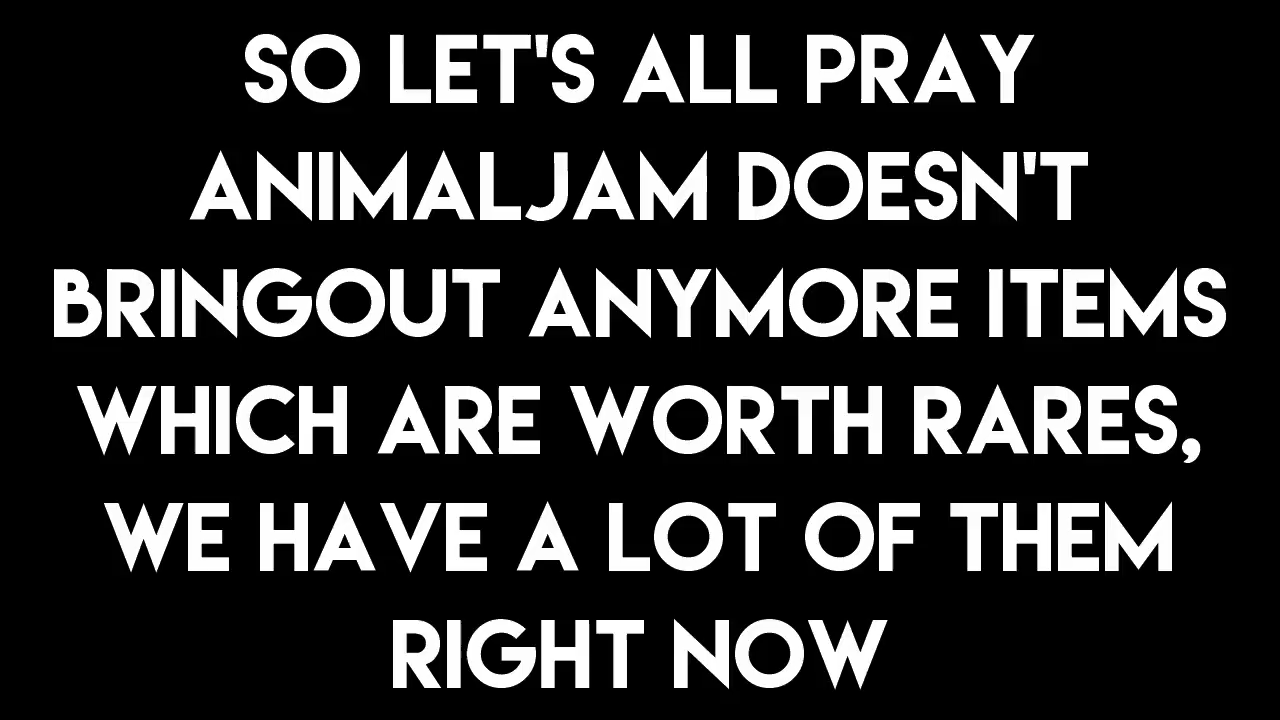 SO LET'S ALL PRAY
ANIMALJAM DOESN'T
BRINGOUT ANYMORE ITEMS
WHICH ARE WORTH RARES,
WE HAVE A LOT OF THEM
RIGHT NOW